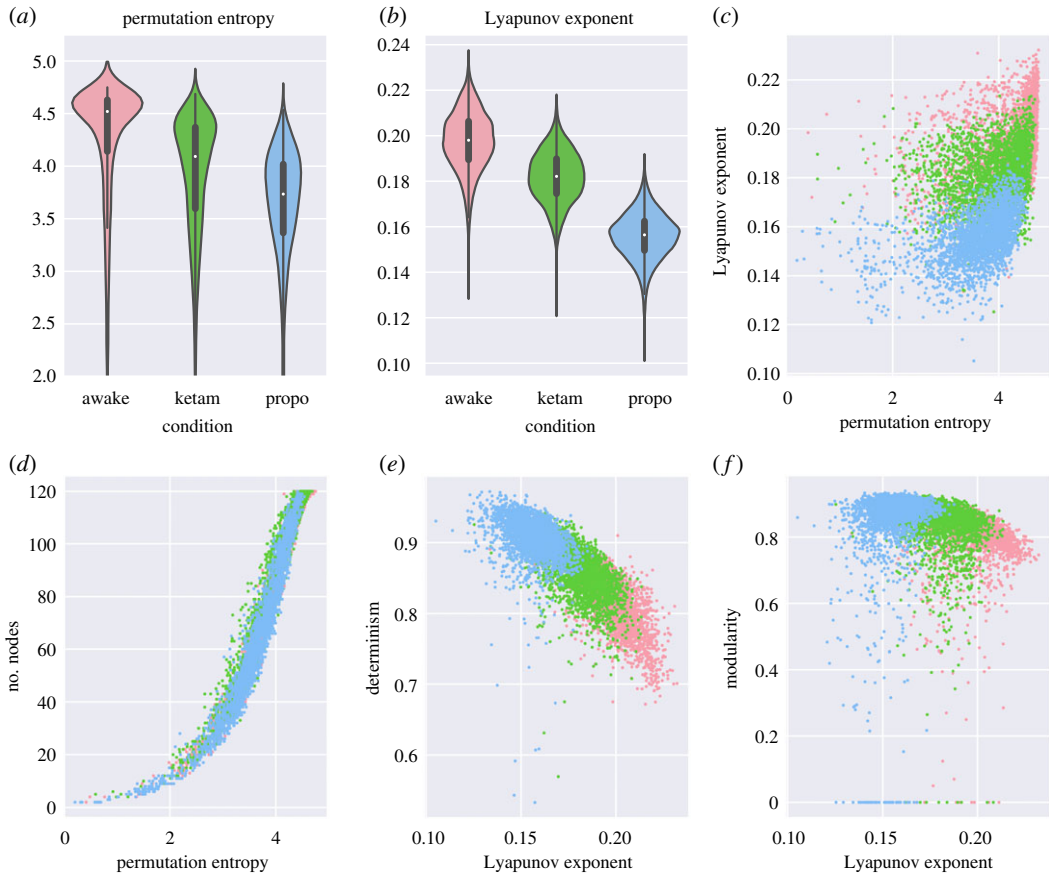 (a)
permutation entropy
5.0
4.5
4.0
3.5
3.0
2.5
2.0
awake ketam propo
condition
(b)
Lyapunov exponent
0.24
0.22
0.20
0.18
0.16
0.14
0.12
0.10
awake ketam propo
condition
(c)
Lyapunov exponent
0.22
0.20
0.18
0.16
0.14
0.12
0.10
0 2 4
permutation entropy
(d)
no. nodes
120
100
80
60
40
20
0
0 2 4
permutation entropy
(e)
determinism
0.9
0.8
0.7
0.6
0.10 0.15 0.20
Lyapunov exponent
(f)
modularity
0.8
0.6
0.4
0.2
0
0.10 0.15 0.20
Lyapunov exponent